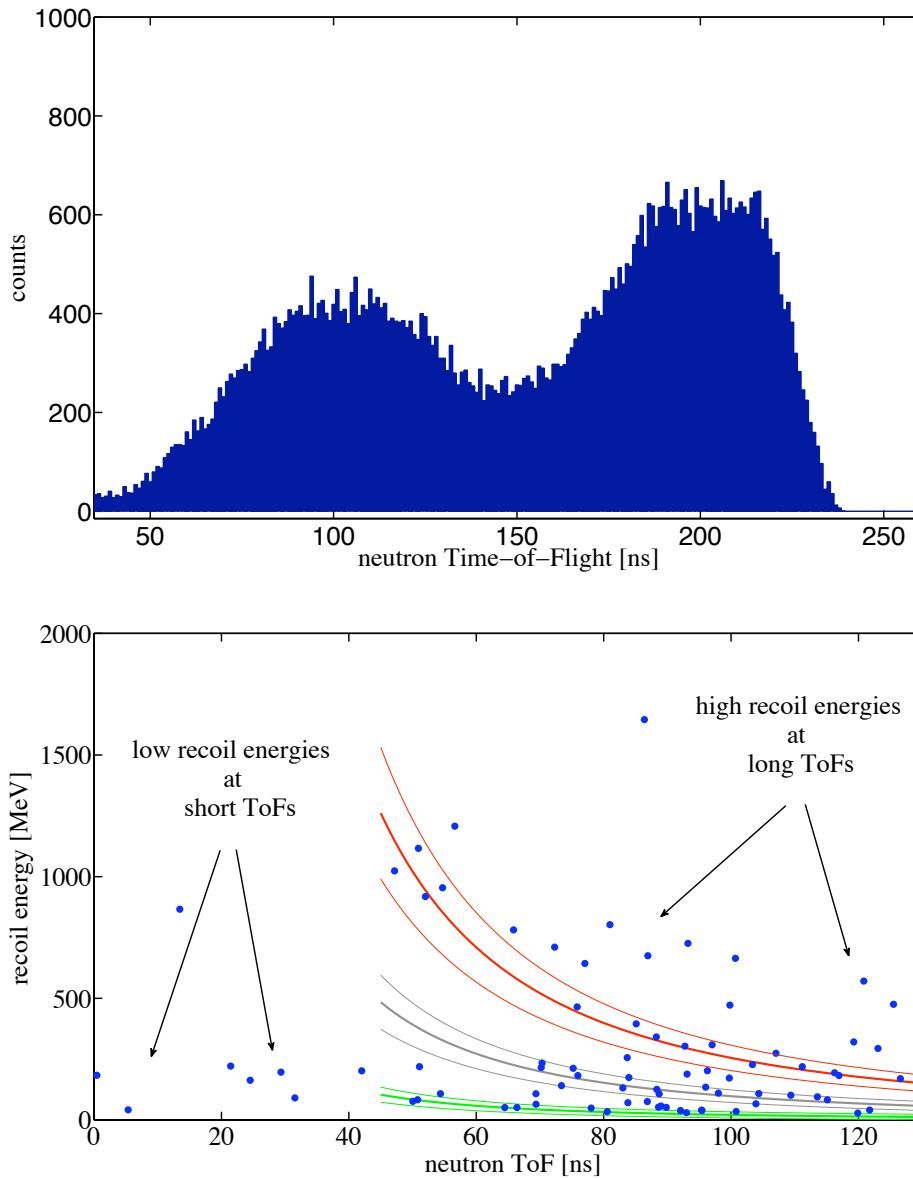 1000
800
600
400
200
0
counts
50
100
150
200
250
neutron Time−of−Flight [ns]
2000
1500
1000
500
0
recoil energy [MeV]
low recoil energies
at
short ToFs
high recoil energies
at
long ToFs
0
20
40
60
80
100
120
neutron ToF [ns]